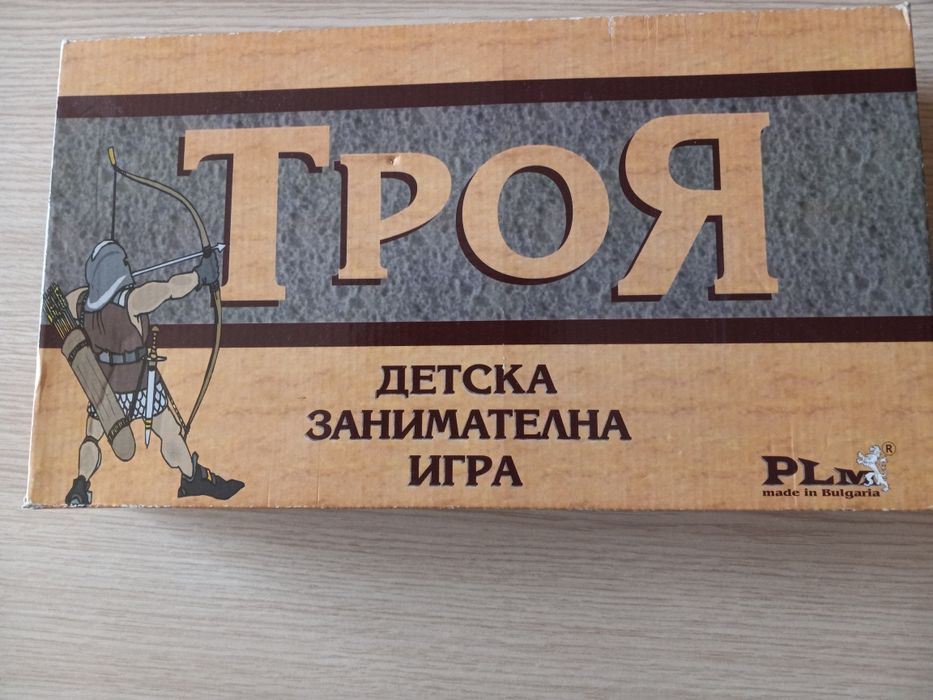 ТРОЯ
ДЕТСКА
ЗАНИМАТЕЛНА
ИГРА
PLM ®
made in Bulgaria